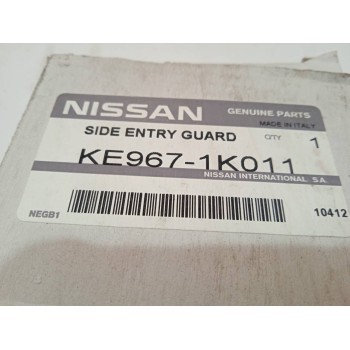 NISSAN GENUINE PARTS
MADE IN ITALY
SIDE ENTRY GUARD QTY 1
KE967-1K011
NISSAN INTERNATIONAL S.A.
NEGB1 10412